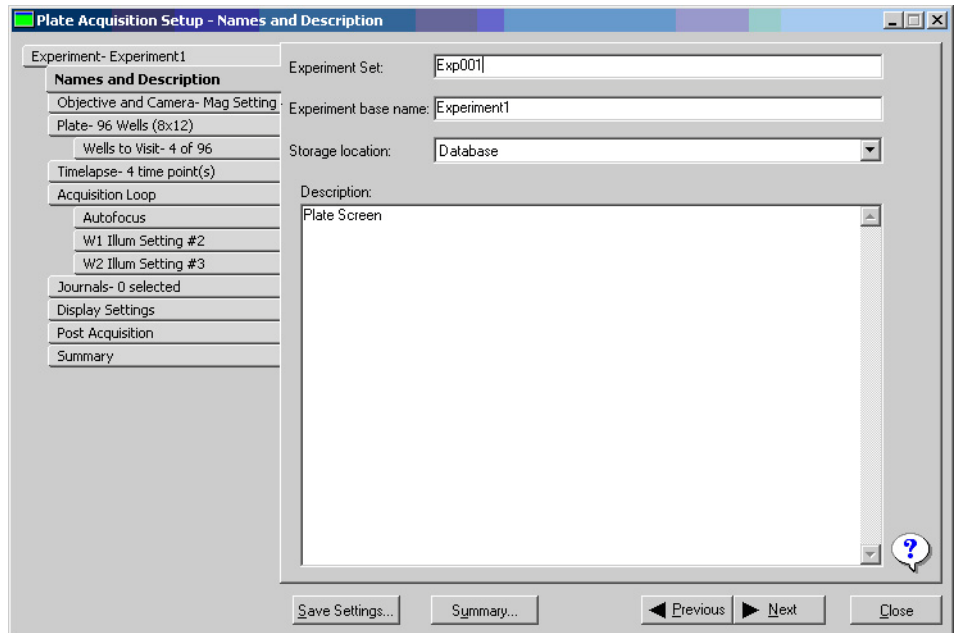 Plate Acquisition Setup - Names and Description
Experiment- Experiment1
Names and Description
Objective and Camera- Mag Setting
Plate- 96 Wells (8x12)
Wells to Visit- 4 of 96
Timelapse- 4 time point(s)
Acquisition Loop
Autofocus
W1 Illum Setting #2
W2 Illum Setting #3
Journals- 0 selected
Display Settings
Post Acquisition
Summary
Experiment Set: Exp001
Experiment base name: Experiment1
Storage location: Database
Description:
Plate Screen
?
Save Settings... Summary... Previous Next Close